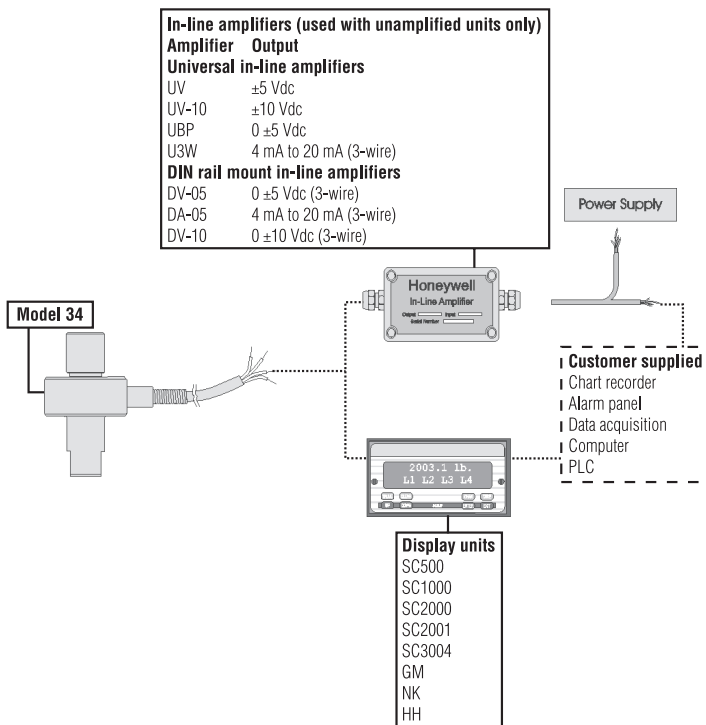 In-line amplifiers (used with unamplified units only)
Amplifier Output
Universal in-line amplifiers
UV ±5 Vdc
UV-10 ±10 Vdc
UBP 0 ±5 Vdc
U3W 4 mA to 20 mA (3-wire)
DIN rail mount in-line amplifiers
DV-05 0 ±5 Vdc (3-wire)
DA-05 4 mA to 20 mA (3-wire)
DV-10 0 ±10 Vdc (3-wire)
Power Supply
Honeywell
In-Line Amplifier
Output Input
Serial Number
Model 34
Customer supplied
Chart recorder
Alarm panel
Data acquisition
Computer
PLC
2003.1 lb.
L1 L2 L3 L4
UP DOWN ENTER EXIT
Display units
SC500
SC1000
SC2000
SC2001
SC3004
GM
NK
HH